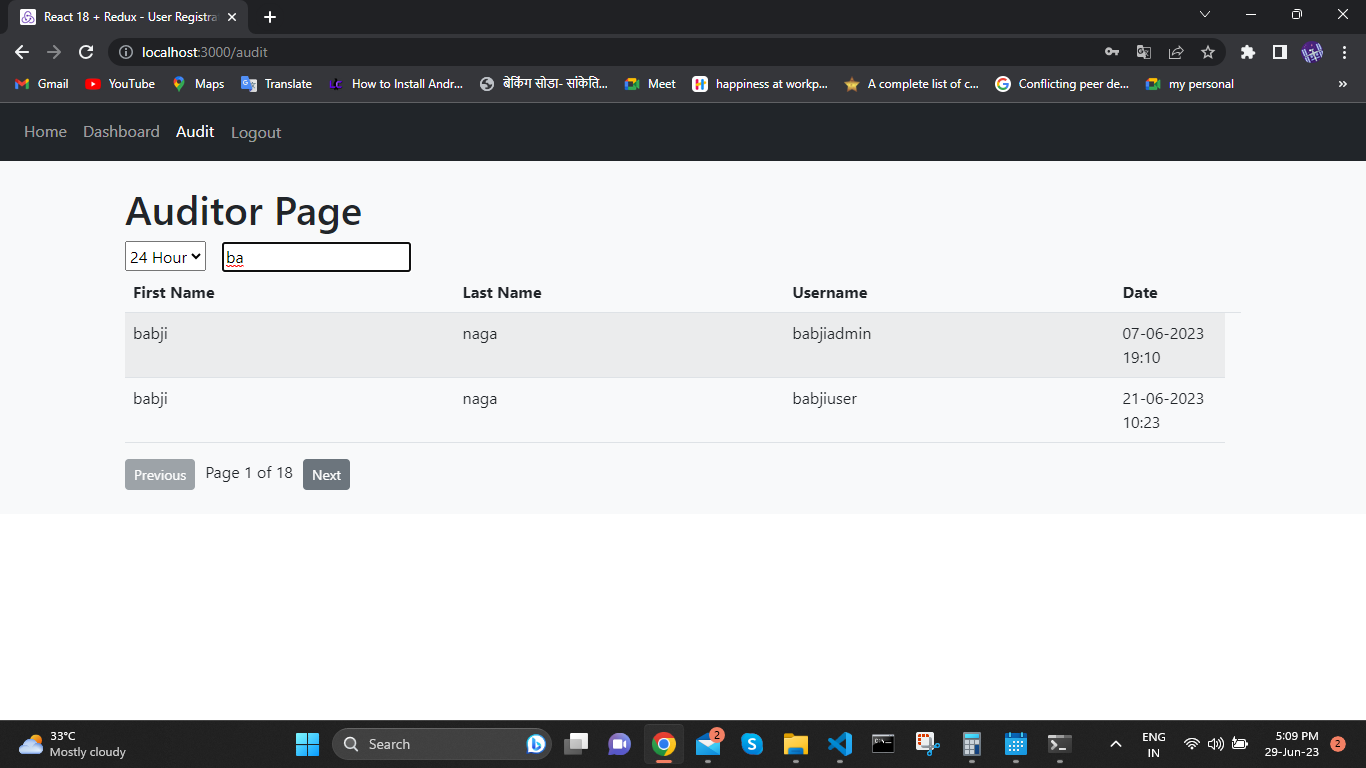 React 18 + Redux - User Registra
localhost:3000/audit
Gmail YouTube Maps Translate How to Install Andr... बेकिंग सोडा- सांकेति... Meet happiness at workp... A complete list of c... Conflicting peer de... my personal »
Home Dashboard Audit Logout
Auditor Page
24 Hour ba
First Name Last Name Username Date
babji naga babjiadmin 07-06-2023
19:10
babji naga babjiuser 21-06-2023
10:23
Previous Page 1 of 18 Next
33°C
Mostly cloudy
Search
2
ENG
IN
5:09 PM
29-Jun-23
2